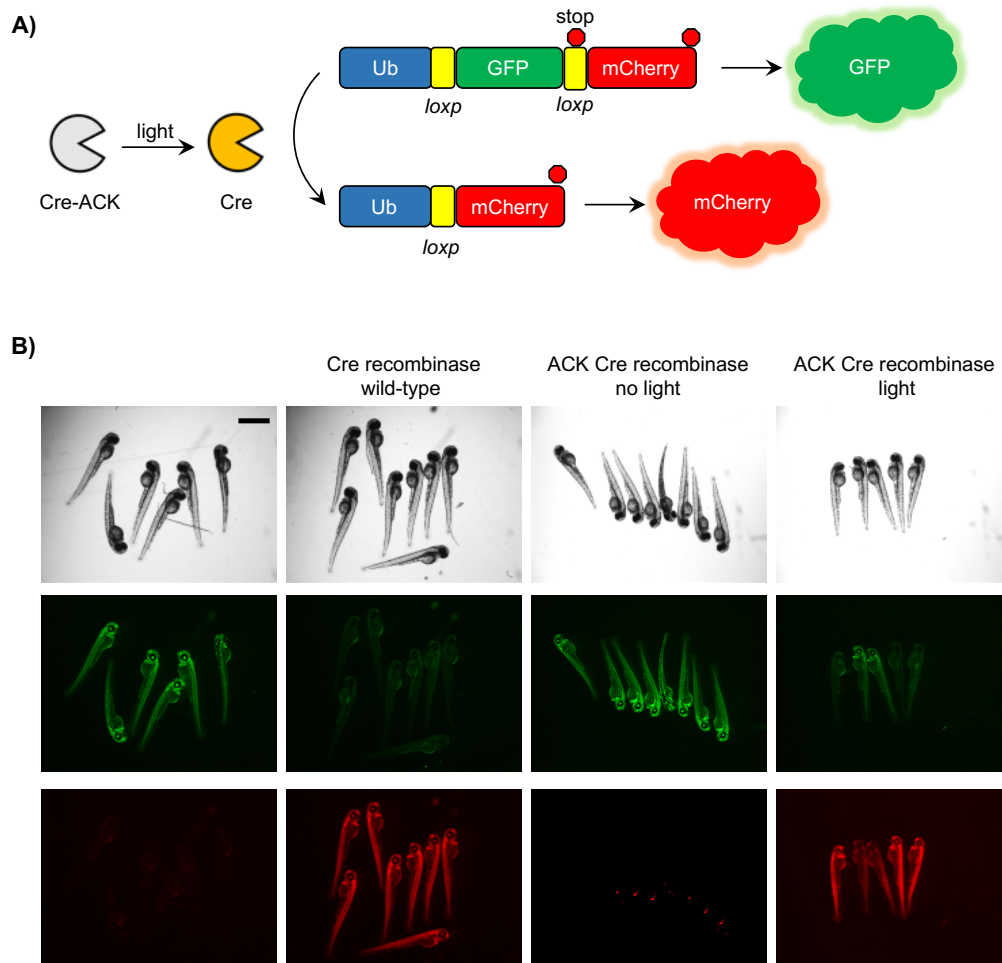 A)
stop
Ub
GFP
mCherry
GFP
loxp
loxp
light
Cre-ACK
Cre
Ub
mCherry
mCherry
loxp
B)
Cre recombinase
wild-type
ACK Cre recombinase
no light
ACK Cre recombinase
light